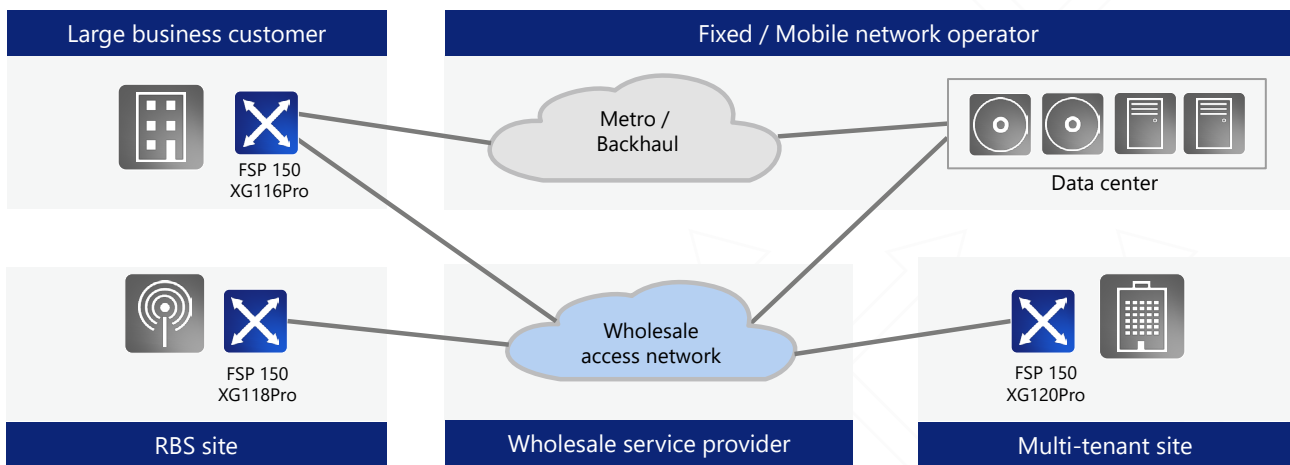 Large business customer
Fixed / Mobile network operator
FSP 150
XG116Pro
Metro /
Backhaul
Data center
FSP 150
XG118Pro
Wholesale
access network
FSP 150
XG120Pro
RBS site
Wholesale service provider
Multi-tenant site